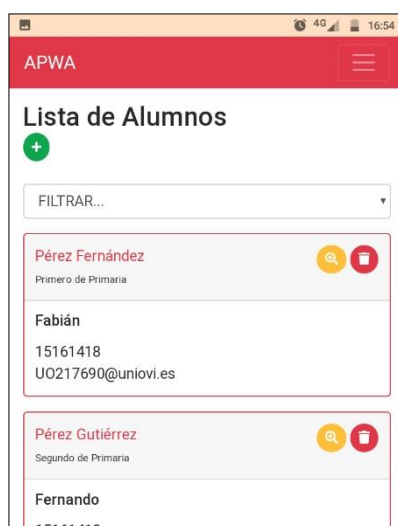 4G 16:54
APWA
Lista de Alumnos
FILTRAR...
Pérez Fernández
Primero de Primaria
Fabián
15161418
UO217690@uniovi.es
Pérez Gutiérrez
Segundo de Primaria
Fernando